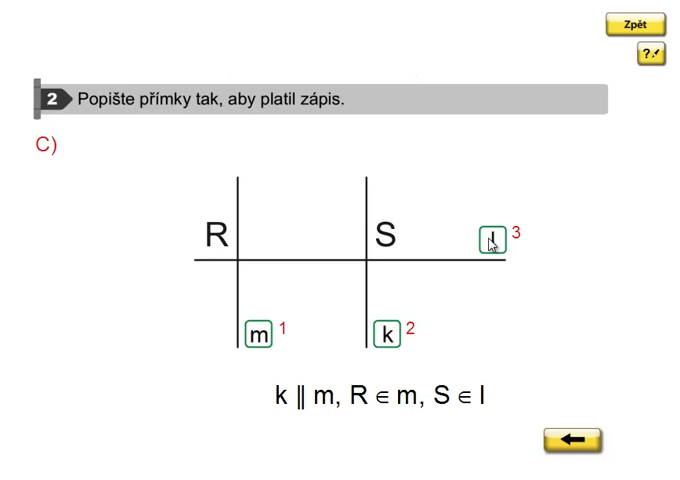 Zpět
?
2 Popište přímky tak, aby platil zápis.
C)
R S
l 3
m 1 k 2
k ∥ m, R ∈ m, S ∈ l